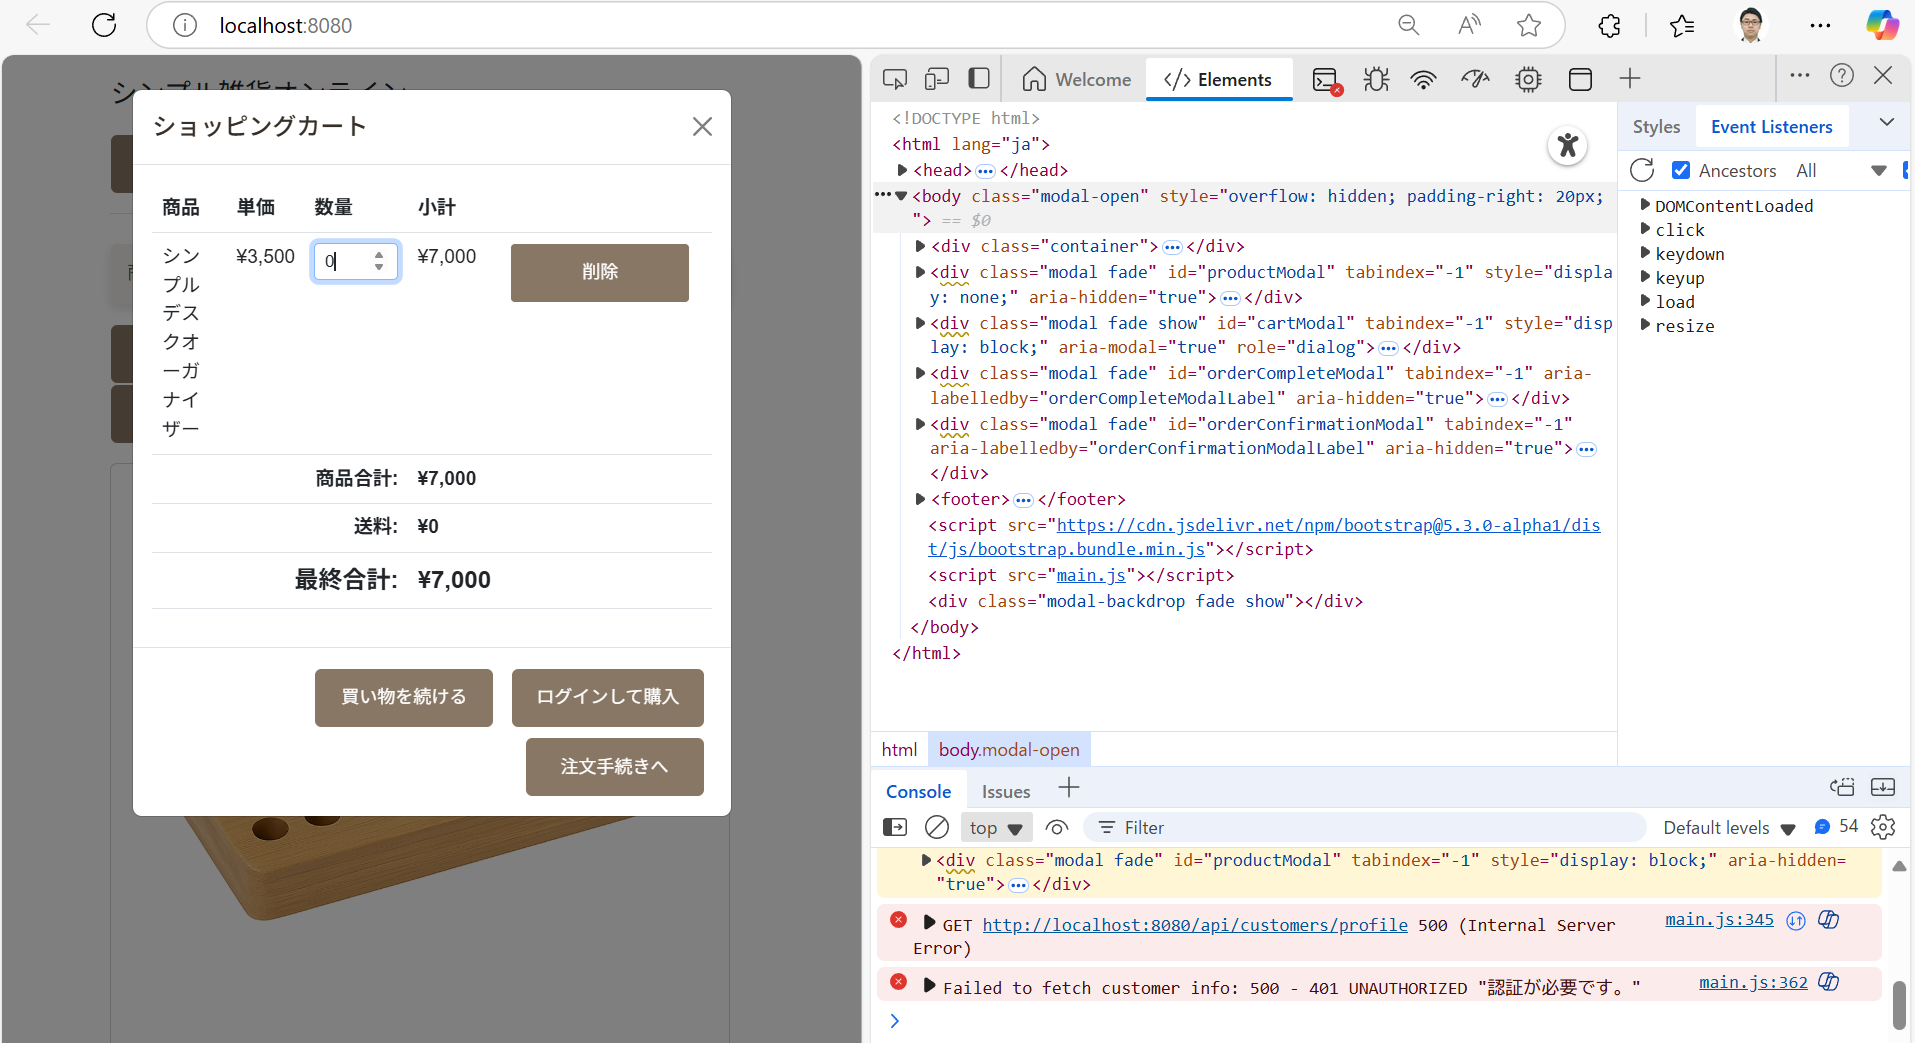 localhost:8080
シンプル雑貨オンライン
ショッピングカート
商品 単価 数量 小計
シンプルデスクオーガナイザー ¥3,500 0 ¥7,000 削除
商品合計: ¥7,000
送料: ¥0
最終合計: ¥7,000
買い物を続ける ログインして購入
注文手続きへ
Welcome </> Elements
<!DOCTYPE html>
<html lang="ja">
<head>…</head>
<body class="modal-open" style="overflow: hidden; padding-right: 20px;
"> == $0
<div class="container">…</div>
<div class="modal fade" id="productModal" tabindex="-1" style="displa
y: none;" aria-hidden="true">…</div>
<div class="modal fade show" id="cartModal" tabindex="-1" style="disp
lay: block;" aria-modal="true" role="dialog">…</div>
<div class="modal fade" id="orderCompleteModal" tabindex="-1" aria-
labelledby="orderCompleteModalLabel" aria-hidden="true">…</div>
<div class="modal fade" id="orderConfirmationModal" tabindex="-1"
aria-labelledby="orderConfirmationModalLabel" aria-hidden="true">…
</div>
<footer>…</footer>
<script src="https://cdn.jsdelivr.net/npm/bootstrap@5.3.0-alpha1/dis
t/js/bootstrap.bundle.min.js"></script>
<script src="main.js"></script>
<div class="modal-backdrop fade show"></div>
</body>
</html>
html body.modal-open
Styles Event Listeners
Ancestors All
DOMContentLoaded
click
keydown
keyup
load
resize
Console Issues
top Filter Default levels 54
<div class="modal fade" id="productModal" tabindex="-1" style="display: block;" aria-hidden=
"true">…</div>
GET http://localhost:8080/api/customers/profile 500 (Internal Server main.js:345
Error)
Failed to fetch customer info: 500 - 401 UNAUTHORIZED "認証が必要です。" main.js:362